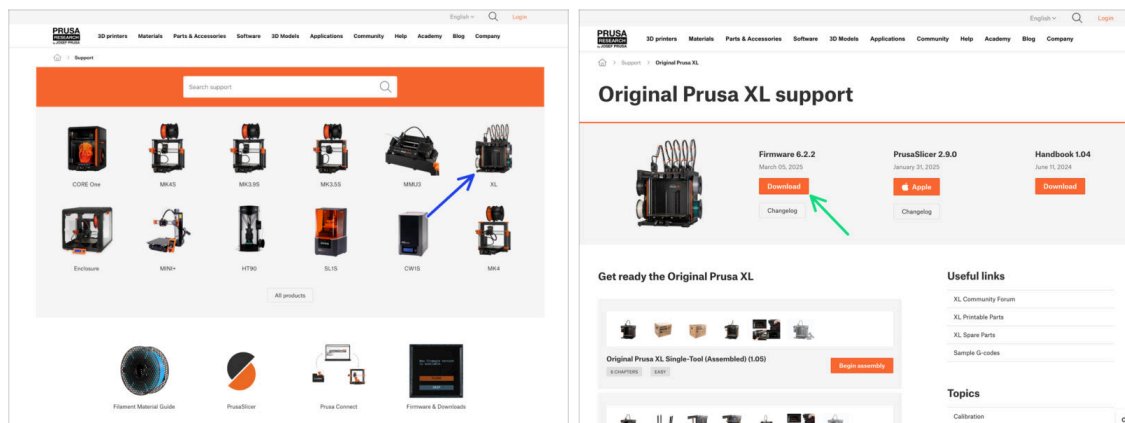 English
Login
PRUSA
RESEARCH
by JOSEF PRUSA
3D printers Materials Parts & Accessories Software 3D Models Applications Community Help Academy Blog Company
Support
Search support
CORE One MK4S MK3.9S MK3.5S MMU3 XL
Enclosure MINI+ HT90 SL1S CW1S MK4
All products
Filament Material Guide PrusaSlicer Prusa Connect Firmware & Downloads
English
Login
PRUSA
RESEARCH
by JOSEF PRUSA
3D printers Materials Parts & Accessories Software 3D Models Applications Community Help Academy Blog Company
Support Original Prusa XL
Original Prusa XL support
Firmware 6.2.2
March 05, 2025
Download
Changelog
PrusaSlicer 2.9.0
January 31, 2025
Apple
Changelog
Handbook 1.04
June 11, 2024
Download
Get ready the Original Prusa XL
Original Prusa XL Single-Tool (Assembled) (1.05)
EASY
Begin assembly
Useful links
XL Community Forum
XL Printable Parts
XL Spare Parts
Sample G-codes
Topics
Calibration